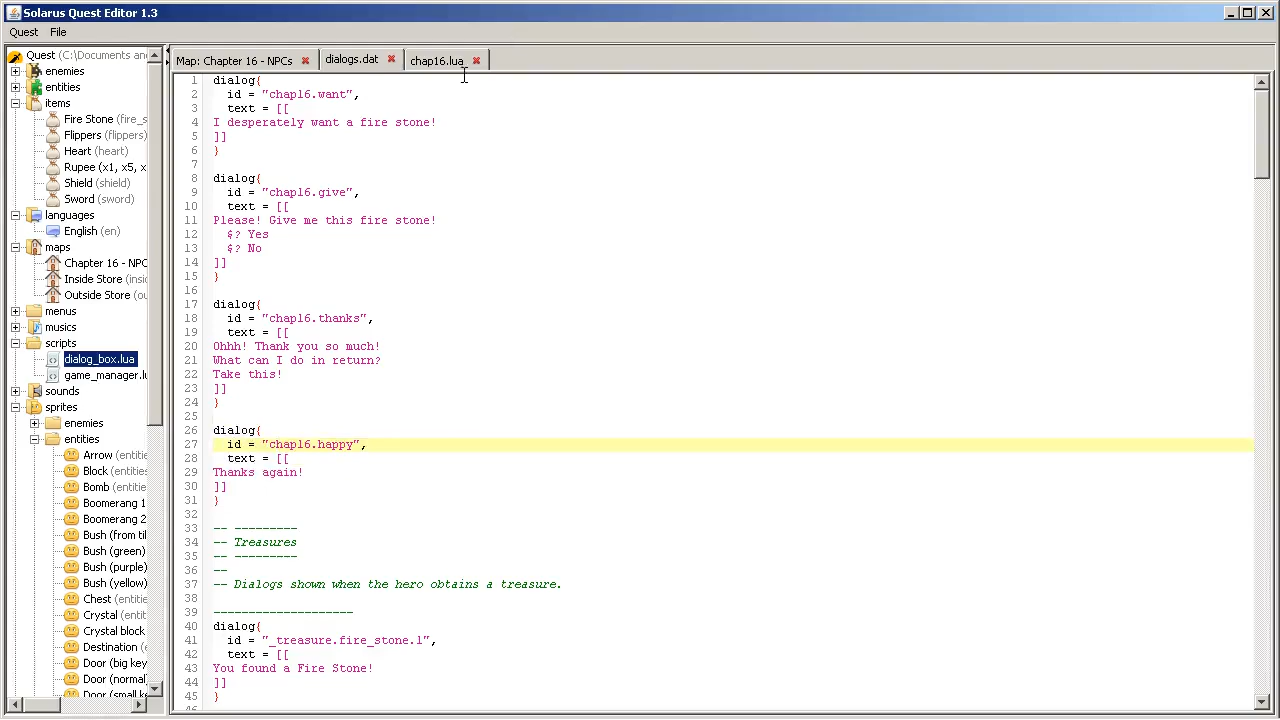 Solarus Quest Editor 1.3
Quest File
Quest (C:\Documents and
enemies
entities
items
Fire Stone (fire_s
Flippers (flippers)
Heart (heart)
Rupee (x1, x5, x
Shield (shield)
Sword (sword)
languages
English (en)
maps
Chapter 16 - NPC
Inside Store (insi
Outside Store (ou
menus
musics
scripts
dialog_box.lua
game_manager.lu
sounds
sprites
enemies
entities
Arrow (entities
Block (entities
Bomb (entities
Boomerang 1
Boomerang 2
Bush (from til
Bush (green)
Bush (purple)
Bush (yellow)
Chest (entiti
Crystal (entit
Crystal block
Destination (
Door (big key
Door (normal
Door (small ke
Map: Chapter 16 - NPCs dialogs.dat chap16.lua
1 dialog{
2 id = "chap16.want",
3 text = [[
4 I desperately want a fire stone!
5 ]]
6 }
7
8 dialog{
9 id = "chap16.give",
10 text = [[
11 Please! Give me this fire stone!
12 $? Yes
13 $? No
14 ]]
15 }
16
17 dialog{
18 id = "chap16.thanks",
19 text = [[
20 Ohhh! Thank you so much!
21 What can I do in return?
22 Take this!
23 ]]
24 }
25
26 dialog{
27 id = "chap16.happy",
28 text = [[
29 Thanks again!
30 ]]
31 }
32
33 -- ---------
34 -- Treasures
35 -- ---------
36 --
37 -- Dialogs shown when the hero obtains a treasure.
38
39 --------------------
40 dialog{
41 id = "_treasure.fire_stone.1",
42 text = [[
43 You found a Fire Stone!
44 ]]
45 }